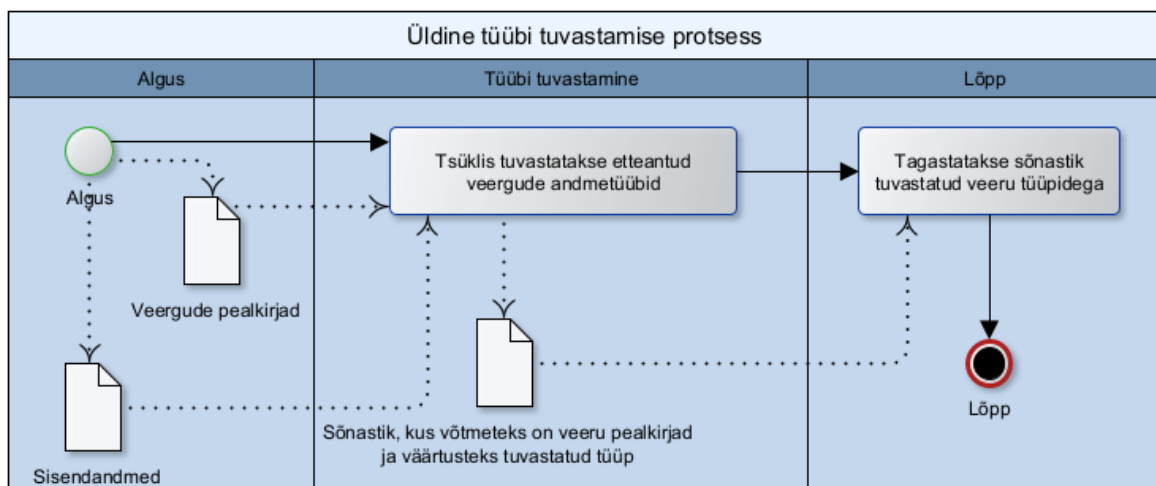 Üldine tüübi tuvastamise protsess
Algus
Tüübi tuvastamine
Lõpp
Algus
Veergude pealkirjad
Sisendandmed
Tsüklis tuvastatakse etteantud
veergude andmetüübid
Sõnastik, kus võtmeteks on veeru pealkirjad
ja väärtusteks tuvastatud tüüp
Tagastatakse sõnastik
tuvastatud veeru tüüpidega
Lõpp